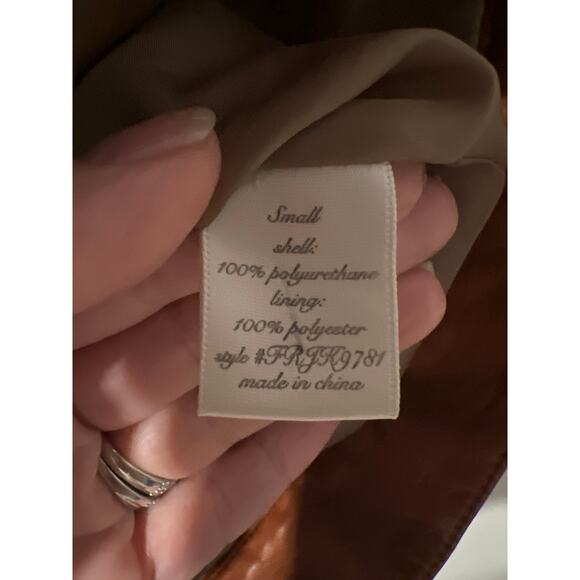 Small
shell:
100% polyurethane
lining:
100% polyester
style #FRJK9781
made in china